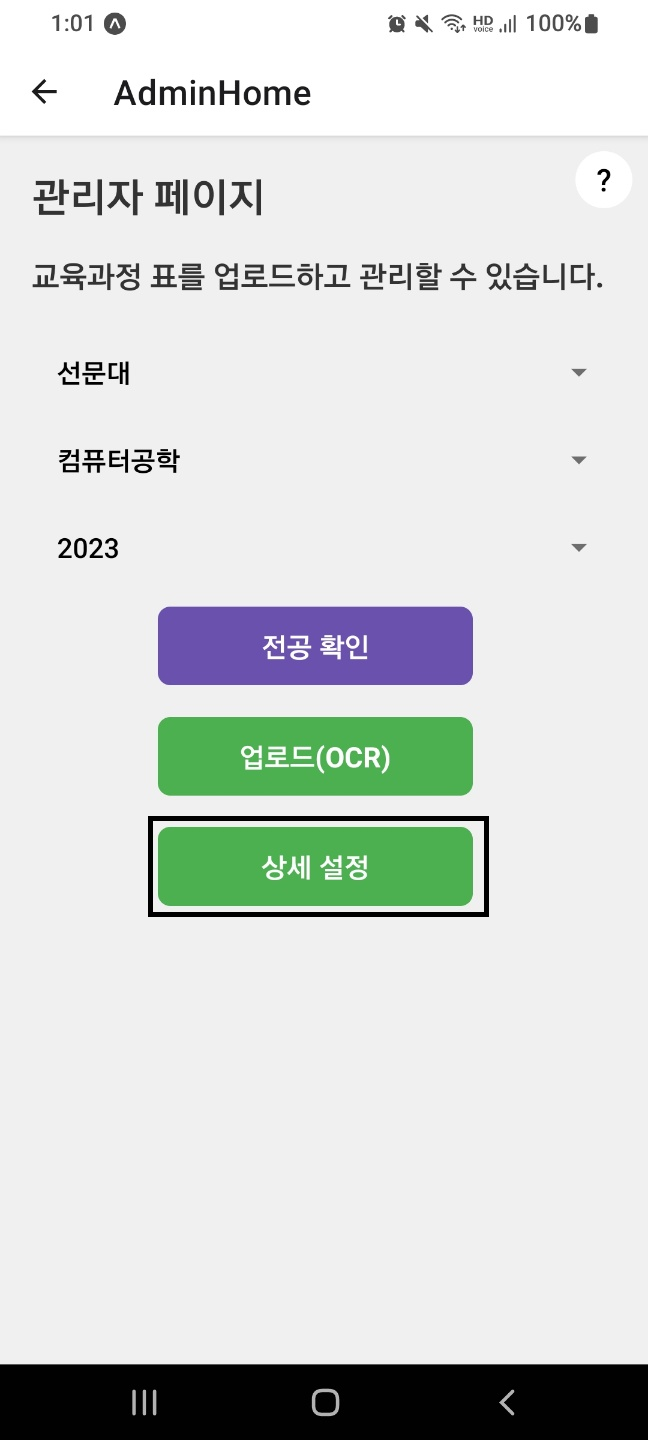 1:01 HD voice 100%
AdminHome
관리자 페이지
?
교육과정 표를 업로드하고 관리할 수 있습니다.
선문대
컴퓨터공학
2023
전공 확인
업로드(OCR)
상세 설정